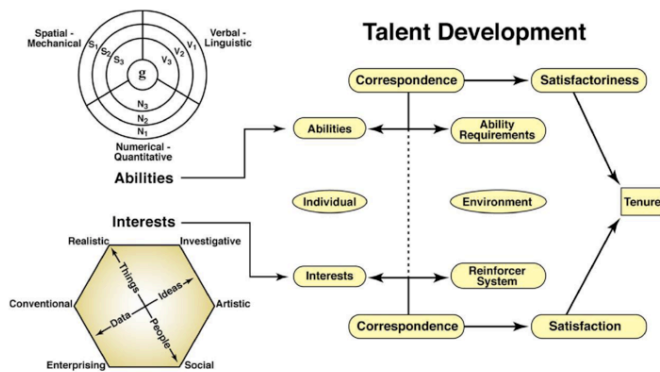 Talent Development
Spatial -
Mechanical
Verbal -
Linguistic
S1
S2
S3
V1
V2
V3
g
N3
N2
N1
Numerical -
Quantitative
Abilities
Interests
Realistic
Investigative
Conventional
Artistic
Enterprising
Social
Things
Ideas
Data
People
Correspondence
Satisfactoriness
Abilities
Ability
Requirements
Individual
Environment
Tenure
Interests
Reinforcer
System
Correspondence
Satisfaction